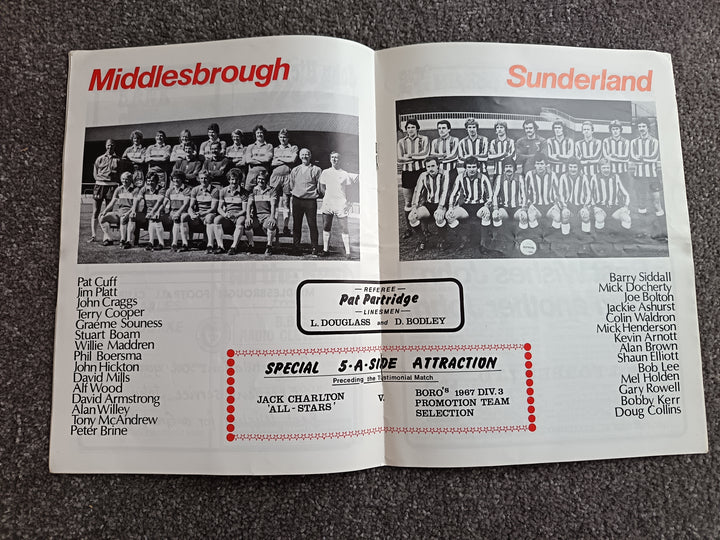 Middlesbrough
Sunderland
Pat Cuff
Jim Platt
John Craggs
Terry Cooper
Graeme Souness
Stuart Boam
Willie Maddren
Phil Boersma
John Hickton
David Mills
Alf Wood
David Armstrong
Alan Willey
Tony McAndrew
Peter Brine
— REFEREE —
Pat Partridge
— LINESMEN —
L. DOUGLASS and D. BODLEY
SPECIAL 5-A-SIDE ATTRACTION
Preceding the Testimonial Match
JACK CHARLTON V. BORO'S 1967 DIV. 3
'ALL-STARS' PROMOTION TEAM
SELECTION
Barry Siddall
Mick Docherty
Joe Bolton
Jackie Ashurst
Colin Waldron
Mick Henderson
Kevin Arnott
Alan Brown
Shaun Elliott
Bob Lee
Mel Holden
Gary Rowell
Bobby Kerr
Doug Collins